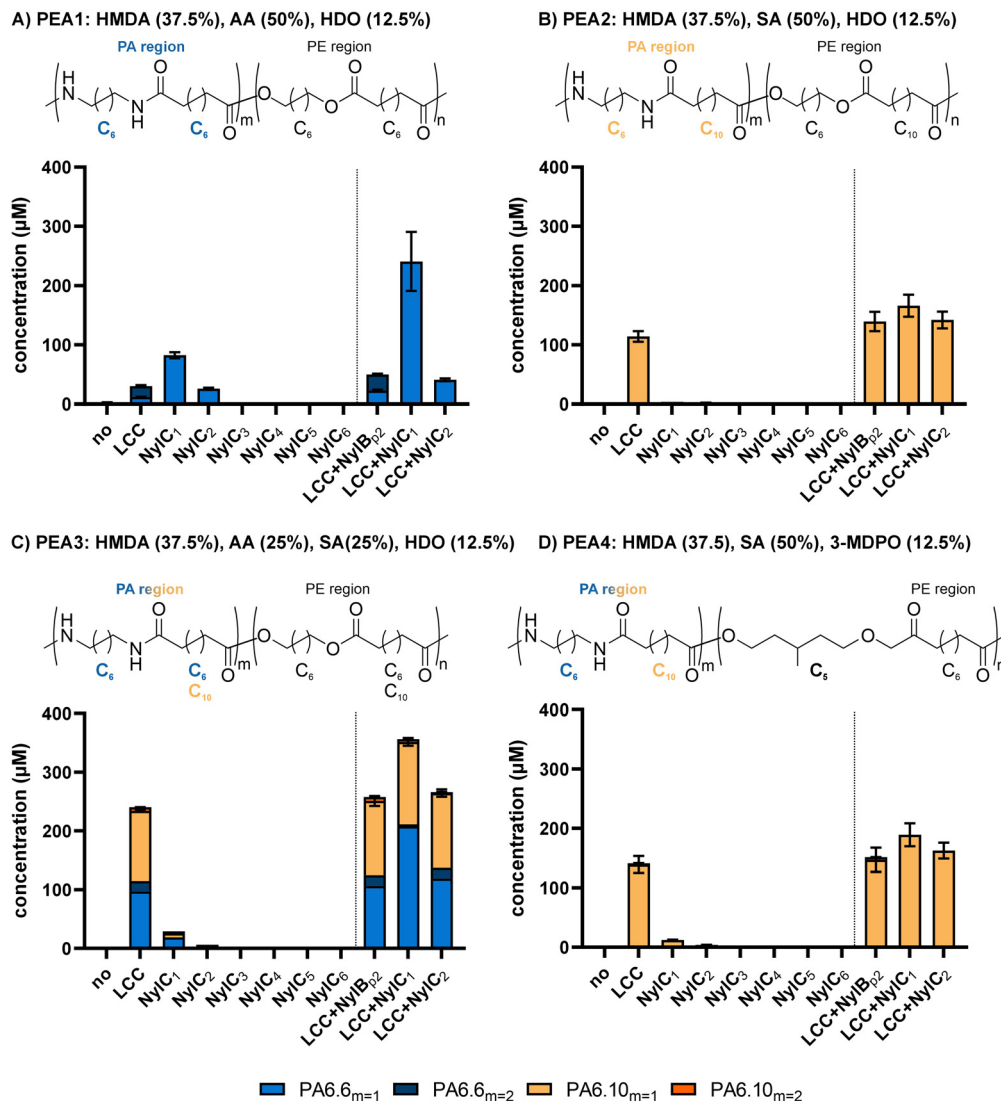 A) PEA1: HMDA (37.5%), AA (50%), HDO (12.5%)
PA region
PE region
H
N
O
O
N
H
O
m
O
O
n
C₆
C₆
C₆
C₆
concentration (µM)
400
300
200
100
0
no
LCC
NylC₁
NylC₂
NylC₃
NylC₄
NylC₅
NylC₆
LCC+NylBp2
LCC+NylC₁
LCC+NylC₂
B) PEA2: HMDA (37.5%), SA (50%), HDO (12.5%)
PA region
PE region
H
N
O
O
N
H
O
m
O
O
n
C₆
C₁₀
C₆
C₁₀
concentration (µM)
400
300
200
100
0
no
LCC
NylC₁
NylC₂
NylC₃
NylC₄
NylC₅
NylC₆
LCC+NylBp2
LCC+NylC₁
LCC+NylC₂
C) PEA3: HMDA (37.5%), AA (25%), SA(25%), HDO (12.5%)
PA region
PE region
H
N
O
O
N
H
O
m
O
O
n
C₆
C₆
C₁₀
C₆
C₆
C₁₀
concentration (µM)
400
300
200
100
0
no
LCC
NylC₁
NylC₂
NylC₃
NylC₄
NylC₅
NylC₆
LCC+NylBp2
LCC+NylC₁
LCC+NylC₂
D) PEA4: HMDA (37.5), SA (50%), 3-MDPO (12.5%)
PA region
PE region
H
N
O
O
N
H
O
m
O
O
O
n
C₆
C₁₀
C₅
C₆
concentration (µM)
400
300
200
100
0
no
LCC
NylC₁
NylC₂
NylC₃
NylC₄
NylC₅
NylC₆
LCC+NylBp2
LCC+NylC₁
LCC+NylC₂
PA6.6m=1
PA6.6m=2
PA6.10m=1
PA6.10m=2